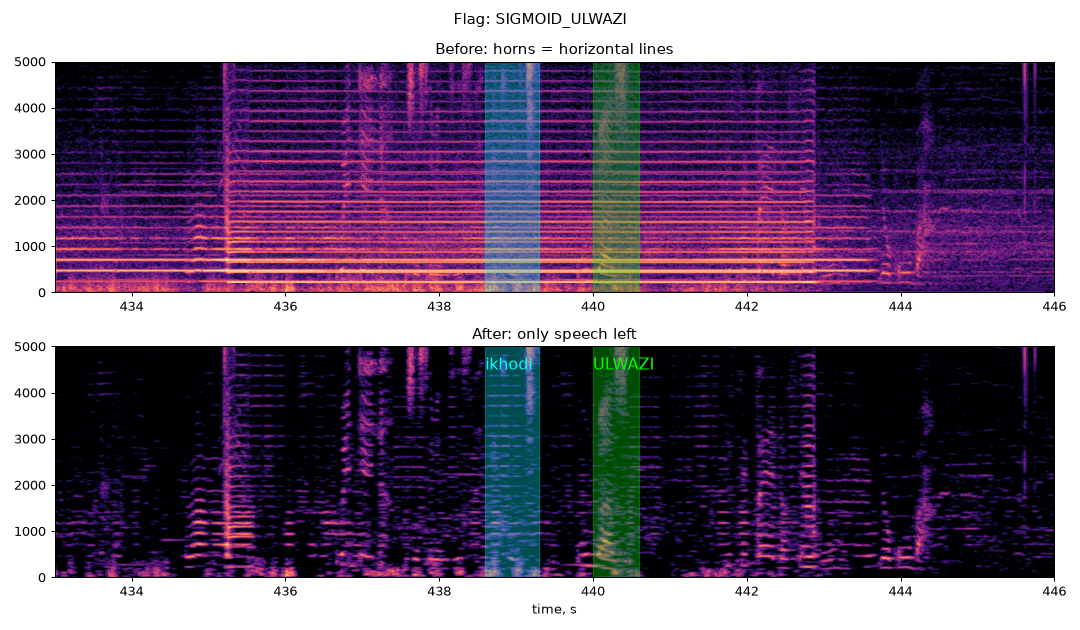 Flag: SIGMOID_ULWAZI
Before: horns = horizontal lines
5000
4000
3000
2000
1000
0
434 436 438 440 442 444 446
After: only speech left
5000
4000
3000
2000
1000
0
ikhodi ULWAZI
434 436 438 440 442 444 446
time, s